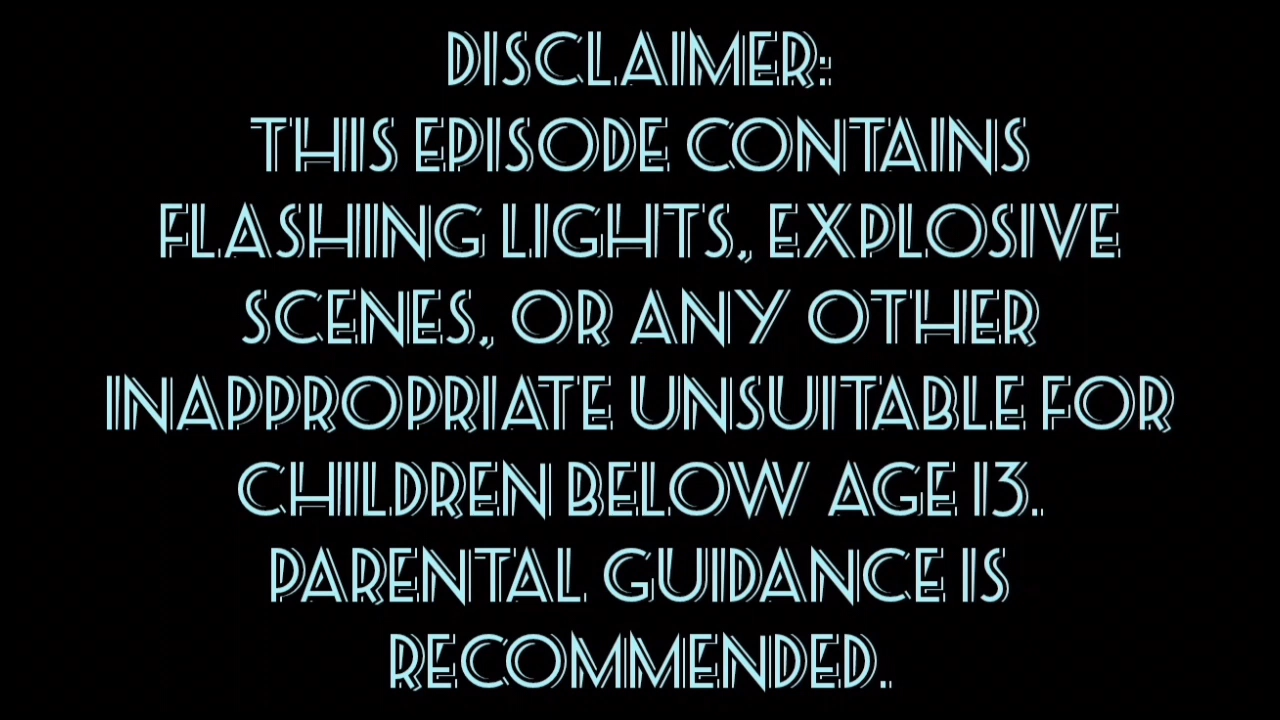 DISCLAIMER:
THIS EPISODE CONTAINS
FLASHING LIGHTS, EXPLOSIVE
SCENES, OR ANY OTHER
INAPPROPRIATE UNSUITABLE FOR
CHILDREN BELOW AGE 13.
PARENTAL GUIDANCE IS
RECOMMENDED.